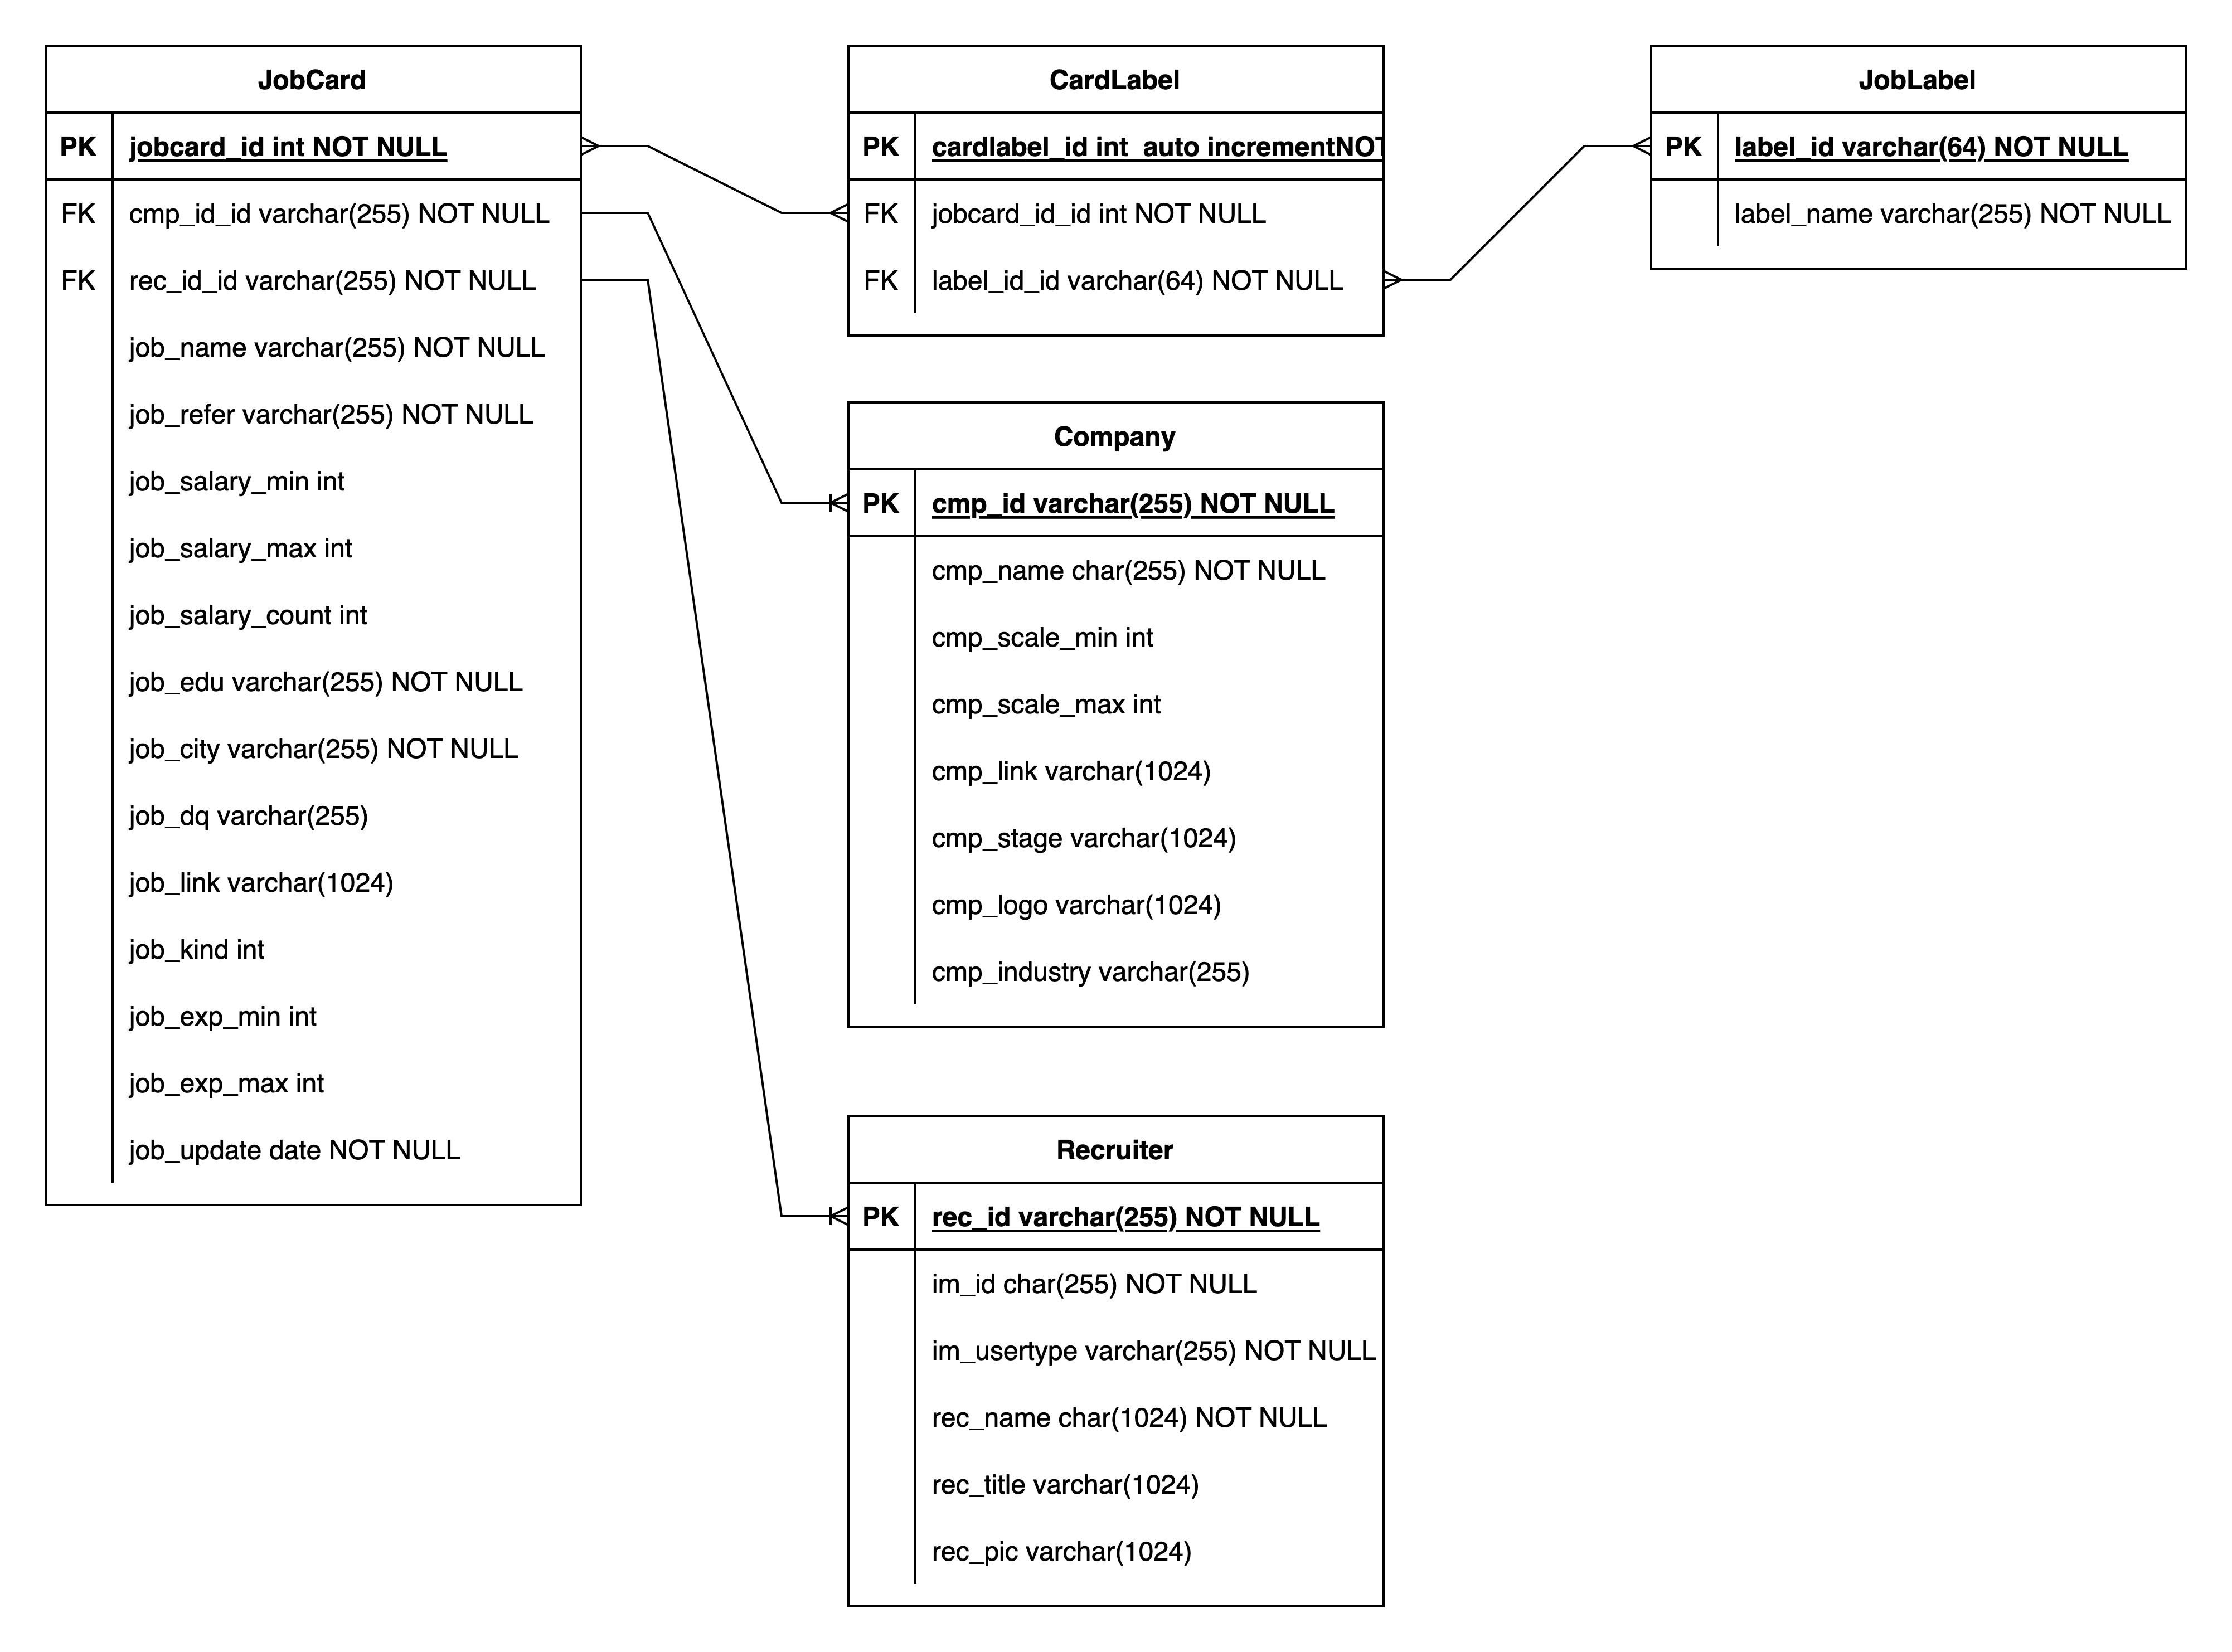 JobCard
PK jobcard_id int NOT NULL
FK cmp_id_id varchar(255) NOT NULL
FK rec_id_id varchar(255) NOT NULL
job_name varchar(255) NOT NULL
job_refer varchar(255) NOT NULL
job_salary_min int
job_salary_max int
job_salary_count int
job_edu varchar(255) NOT NULL
job_city varchar(255) NOT NULL
job_dq varchar(255)
job_link varchar(1024)
job_kind int
job_exp_min int
job_exp_max int
job_update date NOT NULL
CardLabel
PK cardlabel_id int  auto incrementNOT
FK jobcard_id_id int NOT NULL
FK label_id_id varchar(64) NOT NULL
Company
PK cmp_id varchar(255) NOT NULL
cmp_name char(255) NOT NULL
cmp_scale_min int
cmp_scale_max int
cmp_link varchar(1024)
cmp_stage varchar(1024)
cmp_logo varchar(1024)
cmp_industry varchar(255)
Recruiter
PK rec_id varchar(255) NOT NULL
im_id char(255) NOT NULL
im_usertype varchar(255) NOT NULL
rec_name char(1024) NOT NULL
rec_title varchar(1024)
rec_pic varchar(1024)
JobLabel
PK label_id varchar(64) NOT NULL
label_name varchar(255) NOT NULL